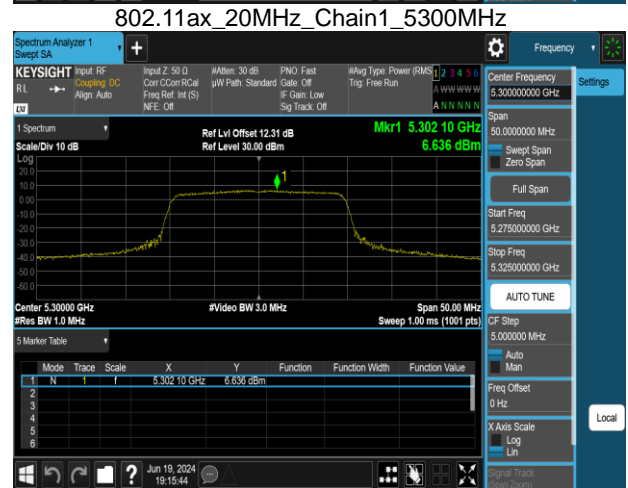 802.11ax_20MHz_Chain1_5300MHz
Spectrum Analyzer 1
Swept SA
+
Frequency
KEYSIGHT
RL
LXI
Input: RF
Coupling: DC
Align: Auto
Input Z: 50 Ω
Corr CCorr RCal
Freq Ref: Int (S)
NFE: Off
#Atten: 30 dB
µW Path: Standard
PNO: Fast
Gate: Off
IF Gain: Low
Sig Track: Off
#Avg Type: Power (RMS
Trig: Free Run
1 2 3 4 5 6
A W W W W W
A N N N N N
Center Frequency
5.300000000 GHz
Settings
Span
50.0000000 MHz
Swept Span
Zero Span
Full Span
Start Freq
5.275000000 GHz
Stop Freq
5.325000000 GHz
AUTO TUNE
CF Step
5.000000 MHz
Auto
Man
Freq Offset
0 Hz
X Axis Scale
Log
Lin
Signal Track
(Span Zoom)
Local
1 Spectrum
Scale/Div 10 dB
Ref Lvl Offset 12.31 dB
Ref Level 30.00 dBm
Mkr1 5.302 10 GHz
6.636 dBm
Log
20.0
10.0
0.00
-10.0
-20.0
-30.0
-40.0
-50.0
-60.0
1
Center 5.30000 GHz
#Res BW 1.0 MHz
#Video BW 3.0 MHz
Span 50.00 MHz
Sweep 1.00 ms (1001 pts)
5 Marker Table
Mode Trace Scale X Y Function Function Width Function Value
1 N 1 f 5.302 10 GHz 6.636 dBm
2
3
4
5
6
?
Jun 19, 2024
19:15:44